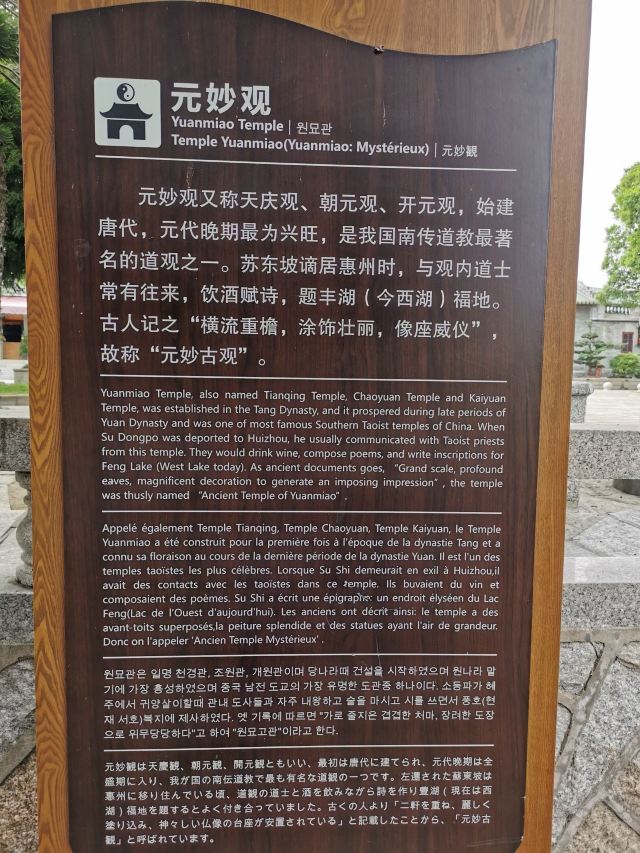 元妙观
Yuanmiao Temple | 원묘관
Temple Yuanmiao(Yuanmiao: Mystérieux) | 元妙観
元妙观又称天庆观、朝元观、开元观，始建
唐代，元代晚期最为兴旺，是我国南传道教最著
名的道观之一。苏东坡谪居惠州时，与观内道士
常有往来，饮酒赋诗，题丰湖（今西湖）福地。
古人记之“横流重檐，涂饰壮丽，像座威仪”，
故称“元妙古观”。
Yuanmiao Temple, also named Tianqing Temple, Chaoyuan Temple and Kaiyuan
Temple, was established in the Tang Dynasty, and it prospered during late periods of
Yuan Dynasty and was one of most famous Southern Taoist temples of China. When
Su Dongpo was deported to Huizhou, he usually communicated with Taoist priests
from this temple. They would drink wine, compose poems, and write inscriptions for
Feng Lake (West Lake today). As ancient documents goes, “Grand scale, profound
eaves, magnificent decoration to generate an imposing impression”, the temple
was thusly named “Ancient Temple of Yuanmiao”.
Appelé également Temple Tianqing, Temple Chaoyuan, Temple Kaiyuan, le Temple
Yuanmiao a été construit pour la première fois à l'époque de la dynastie Tang et a
connu sa floraison au cours de la dernière période de la dynastie Yuan. Il est l'un des
temples taoïstes les plus célèbres. Lorsque Su Shi demeurait en exil à Huizhou,il
avait des contacts avec les taoïstes dans ce temple. Ils buvaient du vin et
composaient des poèmes. Su Shi a écrit une épigraphe: un endroit élyséen du Lac
Feng(Lac de l'Ouest d'aujourd'hui). Les anciens ont décrit ainsi: le temple a des
avant-toits superposés,la peiture splendide et des statues ayant l'air de grandeur.
Donc on l'appeler 'Ancien Temple Mystérieux'.
원묘관은 일명 천경관, 조원관, 개원관이며 당나라때 건설을 시작하였으며 원나라 말
기에 가장 흥성하였으며 중국 남전 도교의 가장 유명한 도관중 하나이다. 소동파가 혜
주에서 귀양살이할때 관내 도사들과 자주 내왕하고 술을 마시고 시를 쓰면서 풍호(현
재 서호)복지에 제사하였다. 옛 기록에 따르면 "가로 줄지은 겹겹한 처마, 장려한 도장
으로 위무당당하다"고 하여 "원묘고관"이라고 한다.
元妙観は天慶観、朝元観、開元観ともいい、最初は唐代に建てられ、元代晩期は全
盛期に入り、我が国の南伝道教で最も有名な道観の一つです。左遷された蘇東坡は
惠州に移り住んでいる頃、道観の道士と酒を飲みながら詩を作り豊湖（現在は西
湖）福地を題するとよく付き合っていました。古くの人より「二軒を重ね、麗しく
塗り込み、神々しい仏像の台座が安置されている」と記載したことから、「元妙古
観」と呼ばれています。